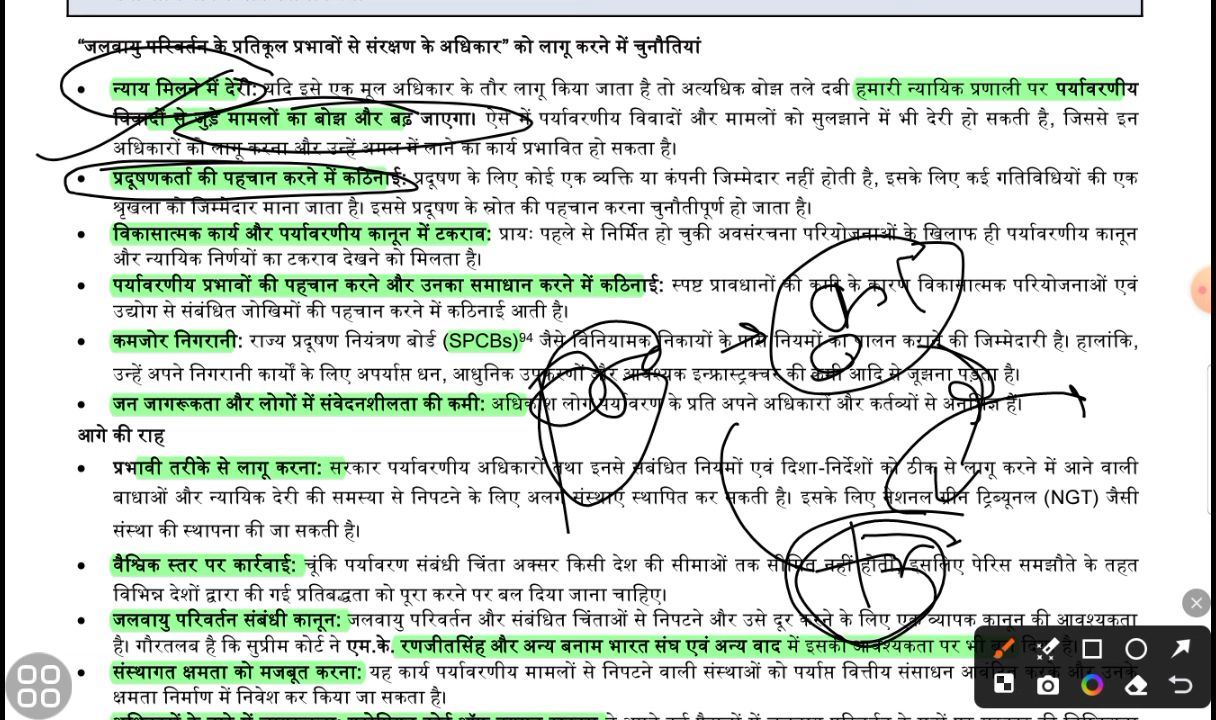 “जलवायु परिवर्तन के प्रतिकूल प्रभावों से संरक्षण के अधिकार” को लागू करने में चुनौतियां
• न्याय मिलने में देरी: यदि इसे एक मूल अधिकार के तौर लागू किया जाता है तो अत्यधिक बोझ तले दबी हमारी न्यायिक प्रणाली पर पर्यावरणीय
विवादों से जुड़े मामलों का बोझ और बढ़ जाएगा। ऐसे में पर्यावरणीय विवादों और मामलों को सुलझाने में भी देरी हो सकती है, जिससे इन
अधिकारों को लागू करना और उन्हें अमल में लाने का कार्य प्रभावित हो सकता है।
• प्रदूषणकर्ता की पहचान करने में कठिनाई: प्रदूषण के लिए कोई एक व्यक्ति या कंपनी जिम्मेदार नहीं होती है, इसके लिए कई गतिविधियों की एक
श्रृखला को जिम्मेदार माना जाता है। इससे प्रदूषण के स्रोत की पहचान करना चुनौतीपूर्ण हो जाता है।
• विकासात्मक कार्य और पर्यावरणीय कानून में टकराव: प्रायः पहले से निर्मित हो चुकी अवसंरचना परियोजनाओं के खिलाफ ही पर्यावरणीय कानून
और न्यायिक निर्णयों का टकराव देखने को मिलता है।
• पर्यावरणीय प्रभावों की पहचान करने और उनका समाधान करने में कठिनाई: स्पष्ट प्रावधानों की कमी के कारण विकासात्मक परियोजनाओं एवं
उद्योग से संबंधित जोखिमों की पहचान करने में कठिनाई आती है।
• कमजोर निगरानी: राज्य प्रदूषण नियंत्रण बोर्ड (SPCBs)⁹⁴ जैसे विनियामक निकायों के पास नियमों का पालन कराने की जिम्मेदारी है। हालांकि,
उन्हें अपने निगरानी कार्यों के लिए अपर्याप्त धन, आधुनिक उपकरणों और आवश्यक इन्फ्रास्ट्रक्चर की कमी आदि से जूझना पड़ता है।
• जन जागरूकता और लोगों में संवेदनशीलता की कमी: अधिकांश लोग पर्यावरण के प्रति अपने अधिकारों और कर्तव्यों से अनभिज्ञ हैं।
आगे की राह
• प्रभावी तरीके से लागू करना: सरकार पर्यावरणीय अधिकारों तथा इनसे संबंधित नियमों एवं दिशा-निर्देशों को ठीक से लागू करने में आने वाली
बाधाओं और न्यायिक देरी की समस्या से निपटने के लिए अलग संस्थाएं स्थापित कर सकती है। इसके लिए नेशनल ग्रीन ट्रिब्यूनल (NGT) जैसी
संस्था की स्थापना की जा सकती है।
• वैश्विक स्तर पर कार्रवाई: चूंकि पर्यावरण संबंधी चिंता अक्सर किसी देश की सीमाओं तक सीमित नहीं होती, इसलिए पेरिस समझौते के तहत
विभिन्न देशों द्वारा की गई प्रतिबद्धता को पूरा करने पर बल दिया जाना चाहिए।
• जलवायु परिवर्तन संबंधी कानून: जलवायु परिवर्तन और संबंधित चिंताओं से निपटने और उसे दूर करने के लिए एक व्यापक कानून की आवश्यकता
है। गौरतलब है कि सुप्रीम कोर्ट ने एम.के. रणजीतसिंह और अन्य बनाम भारत संघ एवं अन्य वाद में इसकी आवश्यकता पर भी
• संस्थागत क्षमता को मजबूत करना: यह कार्य पर्यावरणीय मामलों से निपटने वाली संस्थाओं को पर्याप्त वित्तीय संसाधन आवंटित करके और उनके
क्षमता निर्माण में निवेश कर किया जा सकता है।